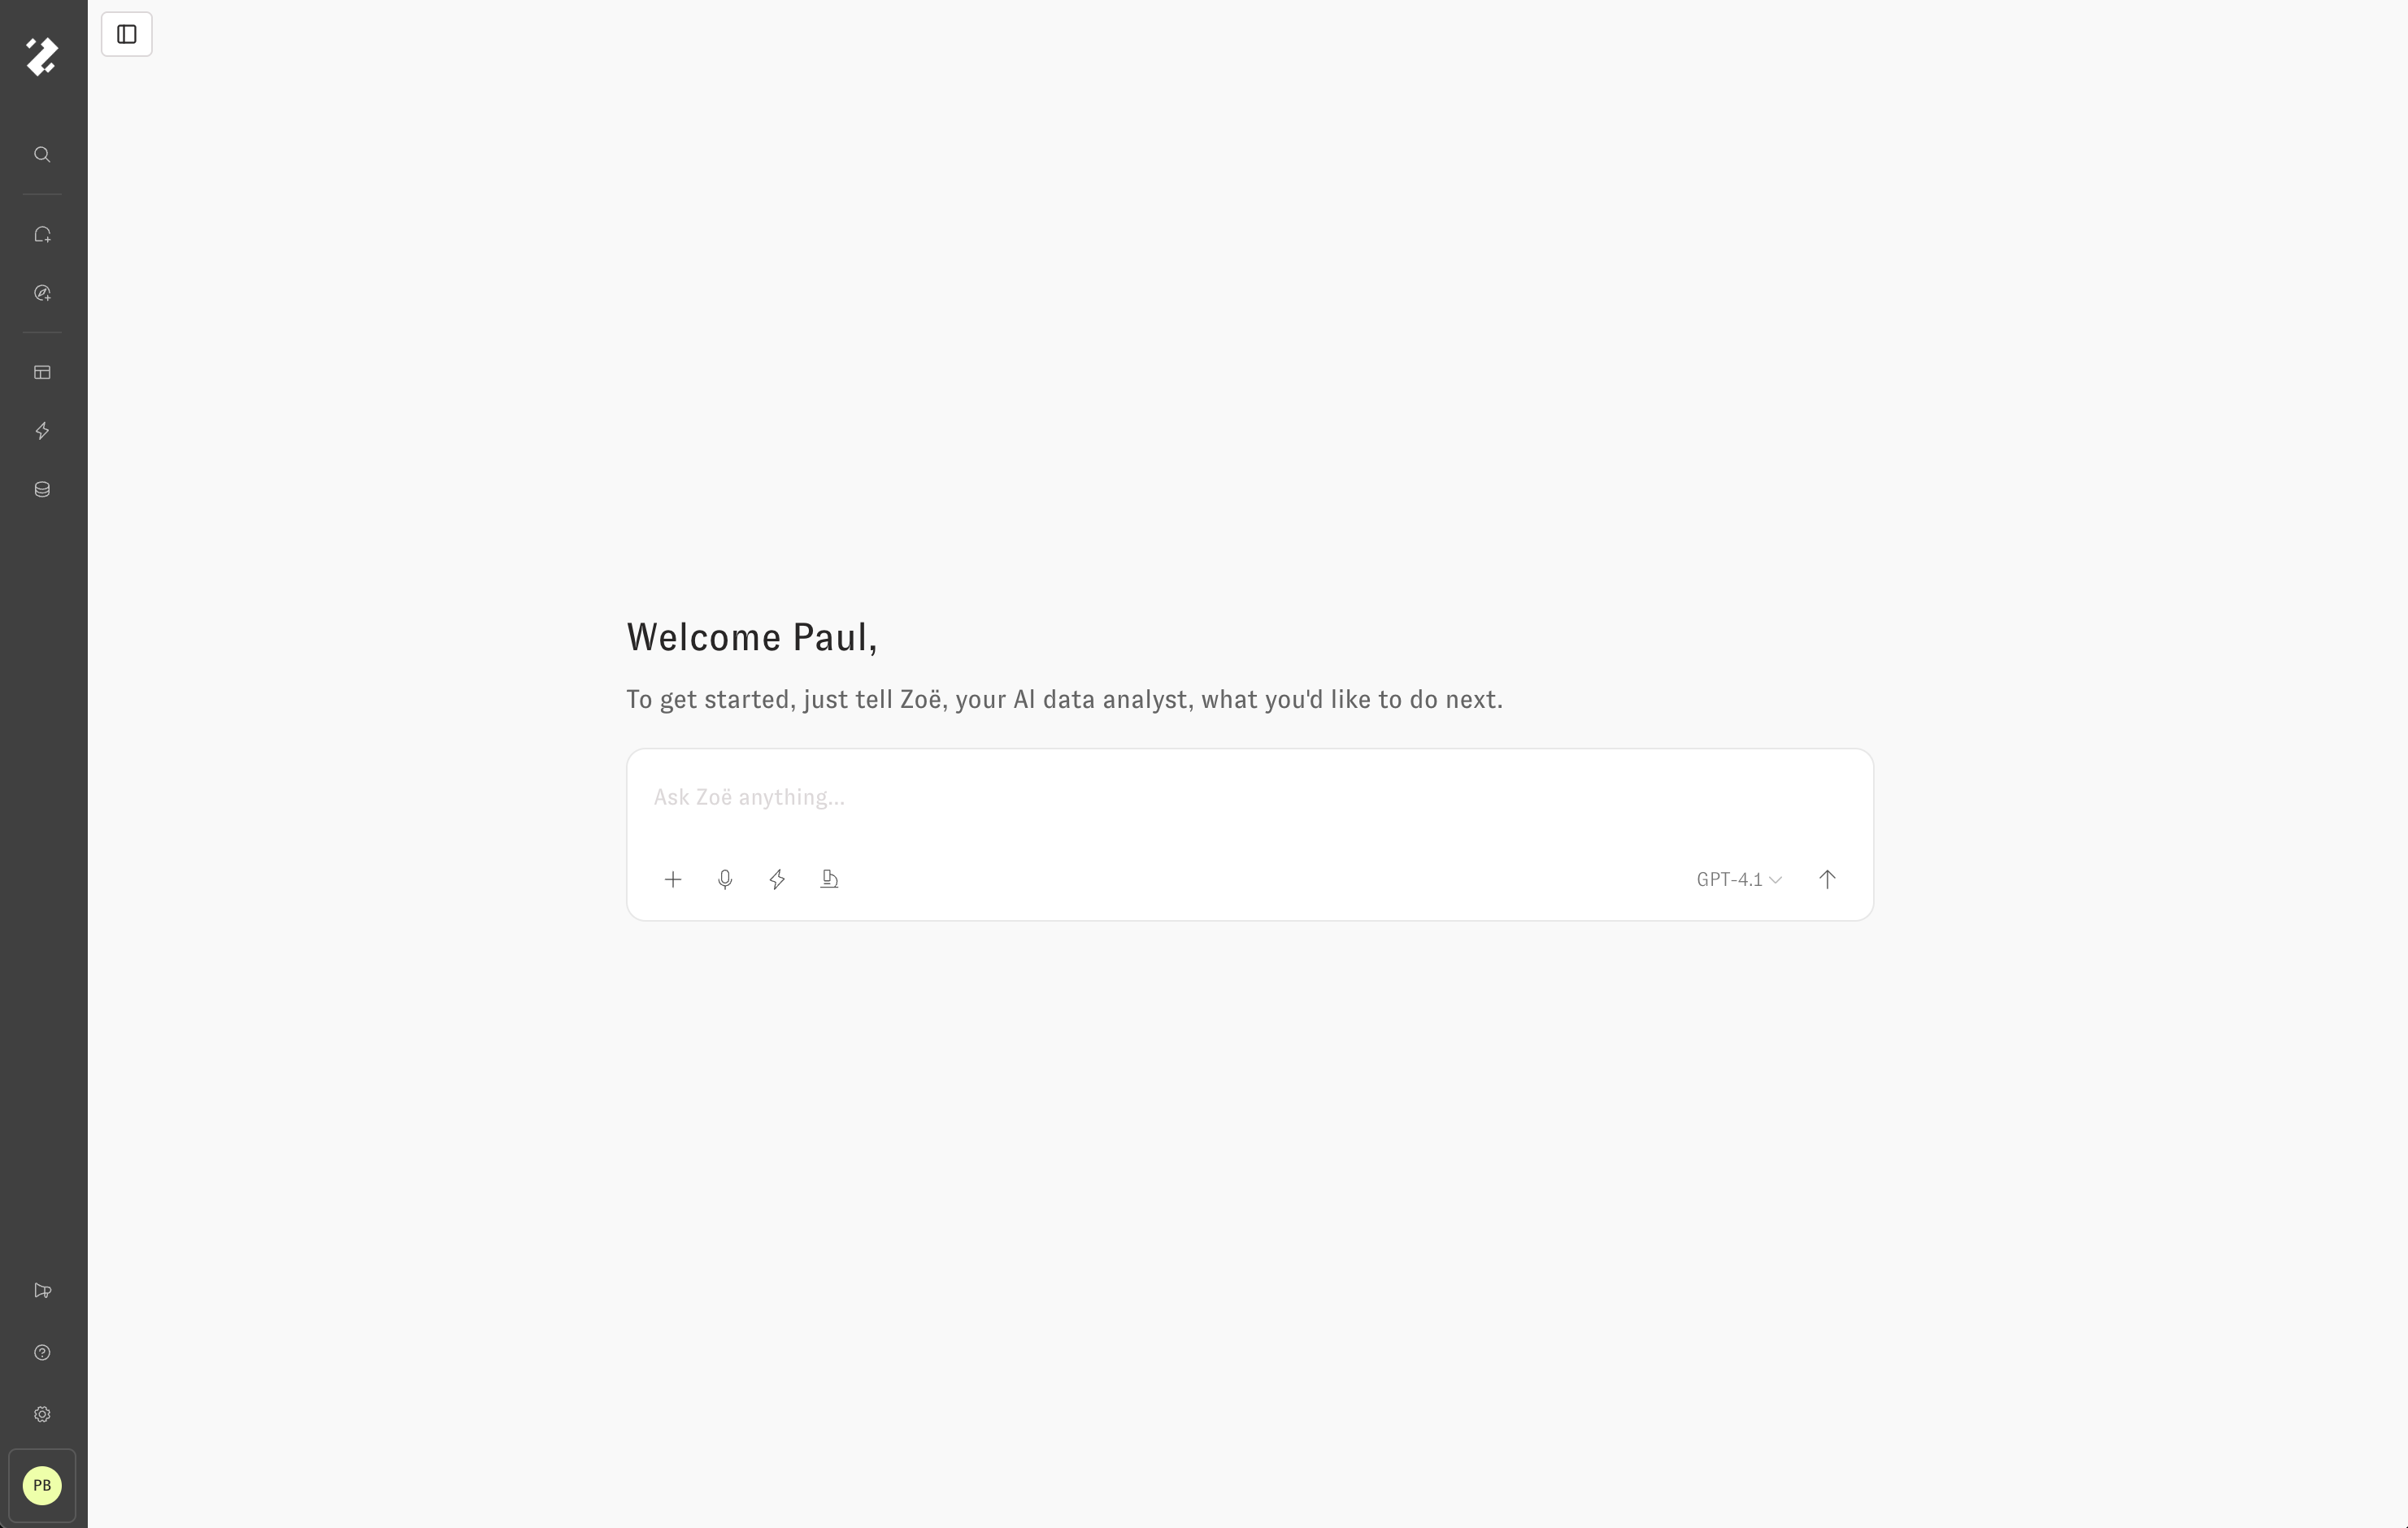 Welcome Paul,
To get started, just tell Zoë, your AI data analyst, what you'd like to do next.
Ask Zoë anything...
GPT-4.1
PB